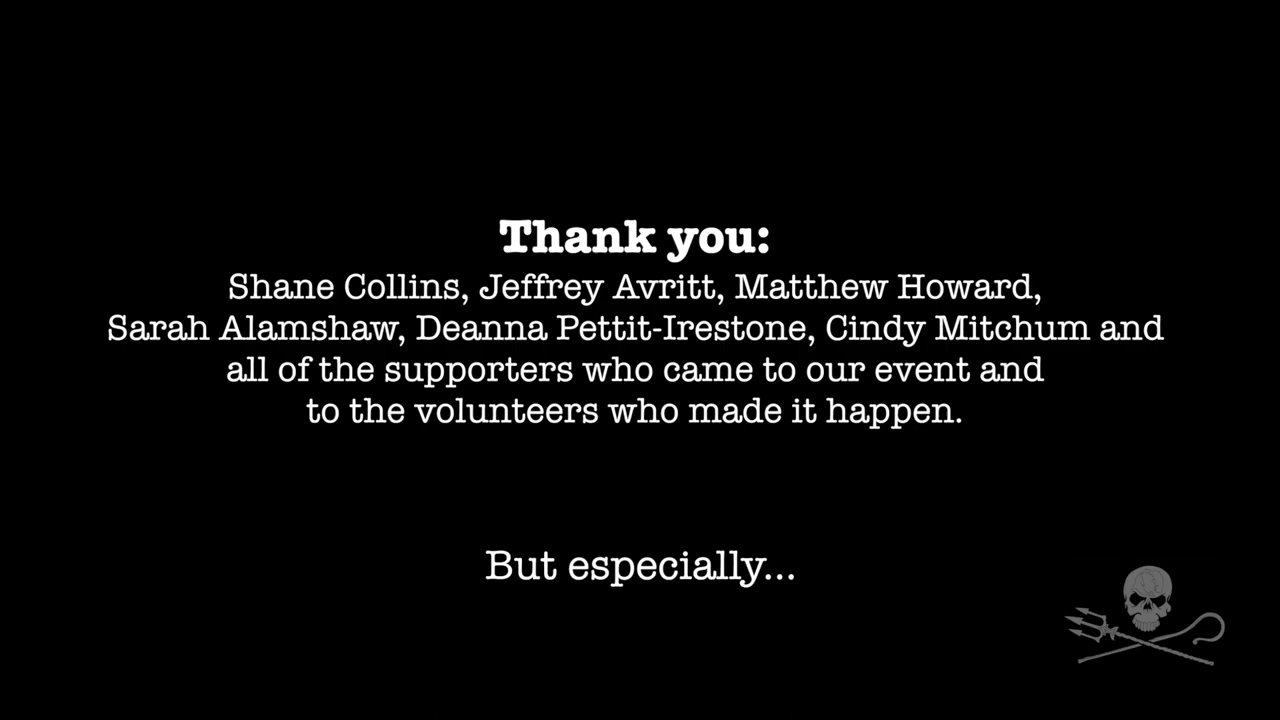 Thank you:
Shane Collins, Jeffrey Avritt, Matthew Howard,
Sarah Alamshaw, Deanna Pettit-Irestone, Cindy Mitchum and
all of the supporters who came to our event and
to the volunteers who made it happen.
But especially...